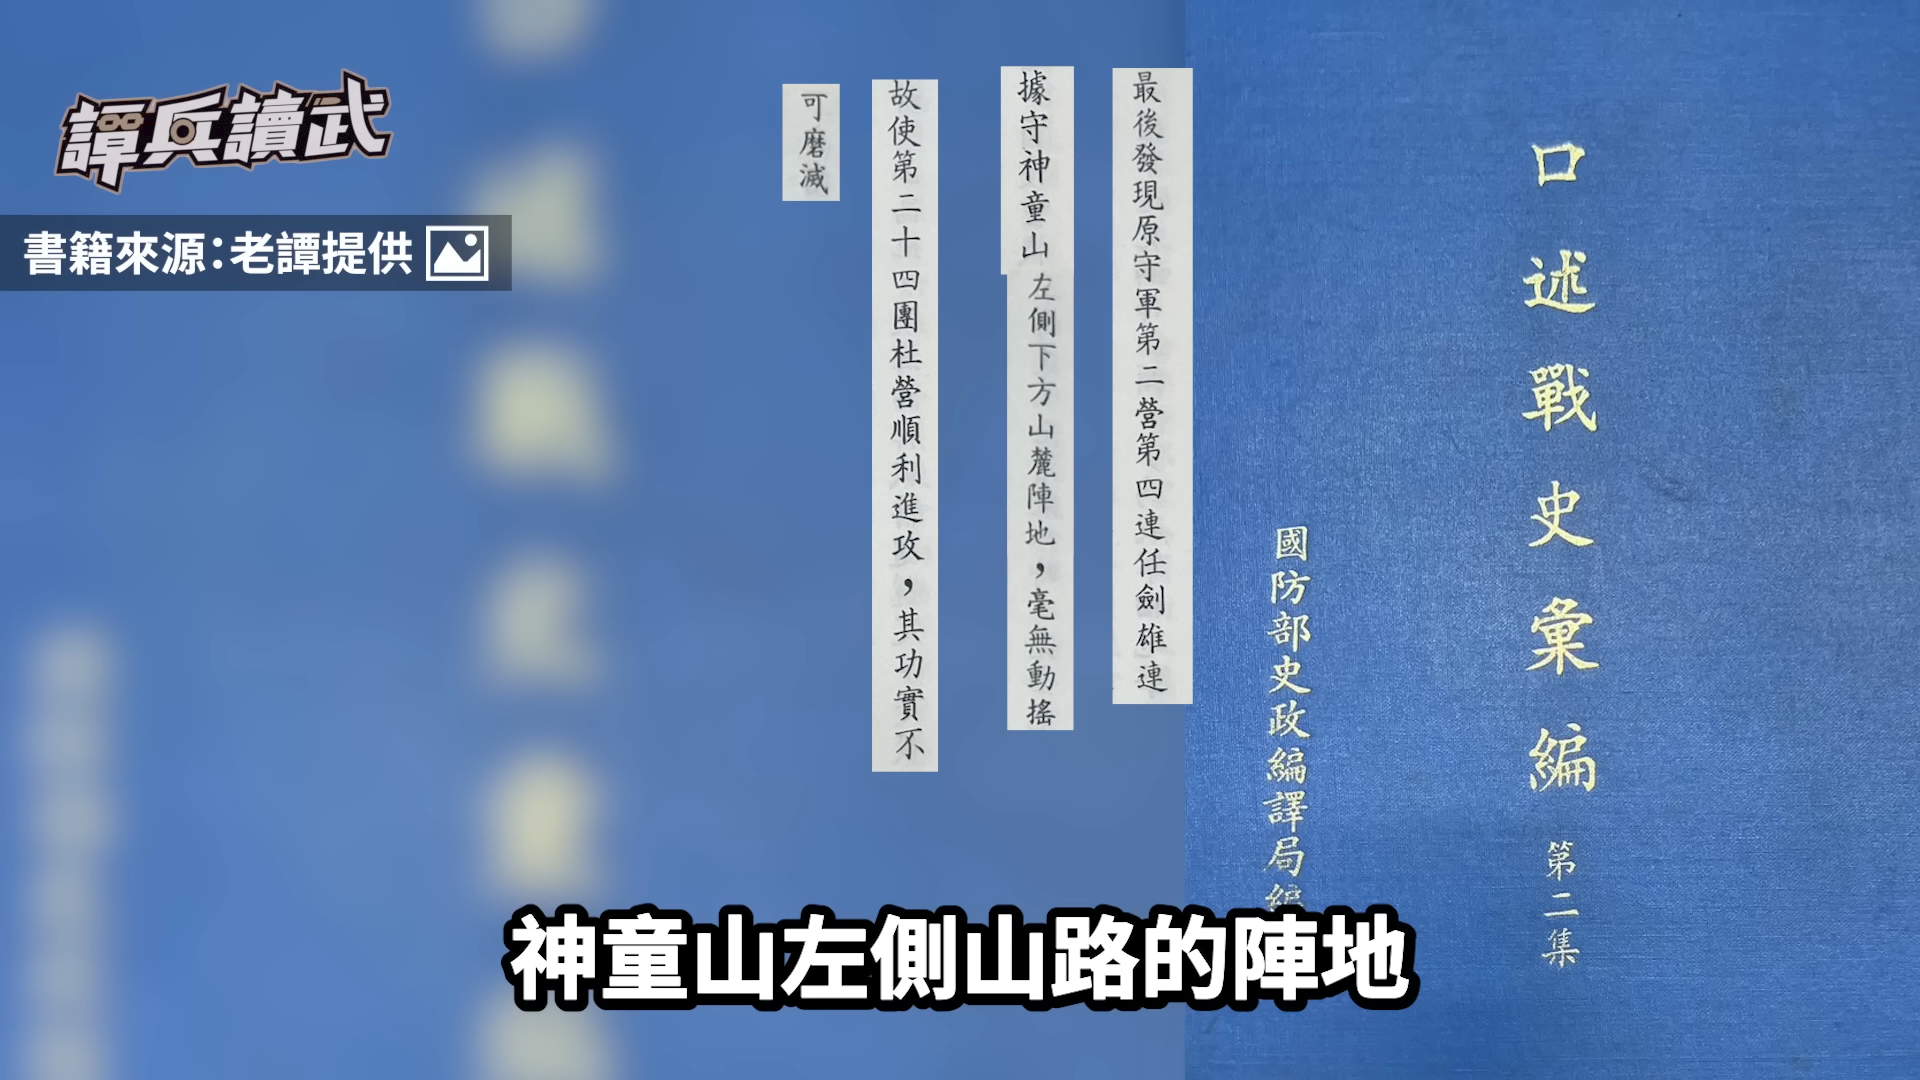 譚兵讀武
書籍來源：老譚提供
最後發現原守軍第二營第四連任劍雄連
據守神童山左側下方山麓陣地，毫無動搖
故使第二十四團杜營順利進攻，其功實不
可磨滅
口述戰史彙編 第二集
國防部史政編譯局編
神童山左側山路的陣地